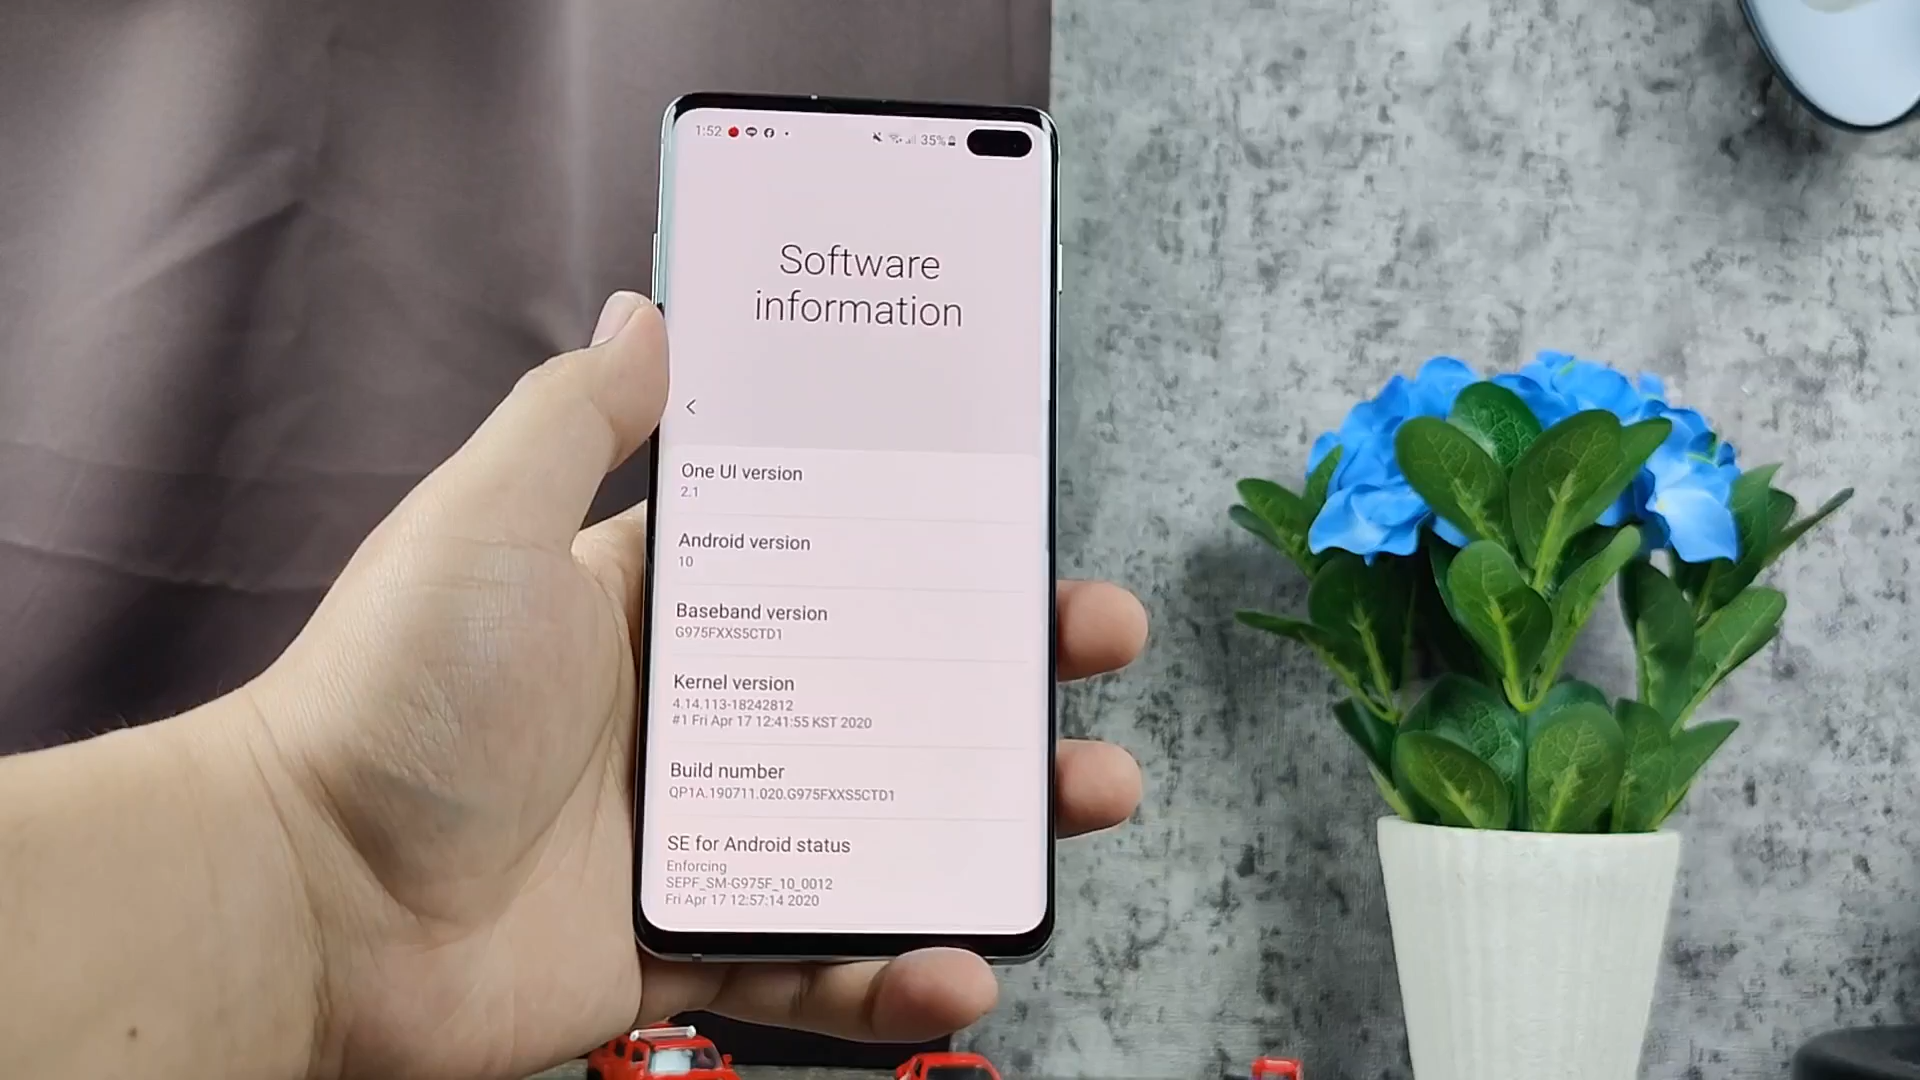 1:52 35%
Software
information
One UI version
2.1
Android version
10
Baseband version
G975FXXS5CTD1
Kernel version
4.14.113-18242812
#1 Fri Apr 17 12:41:55 KST 2020
Build number
QP1A.190711.020.G975FXXS5CTD1
SE for Android status
Enforcing
SEPF_SM-G975F_10_0012
Fri Apr 17 12:57:14 2020